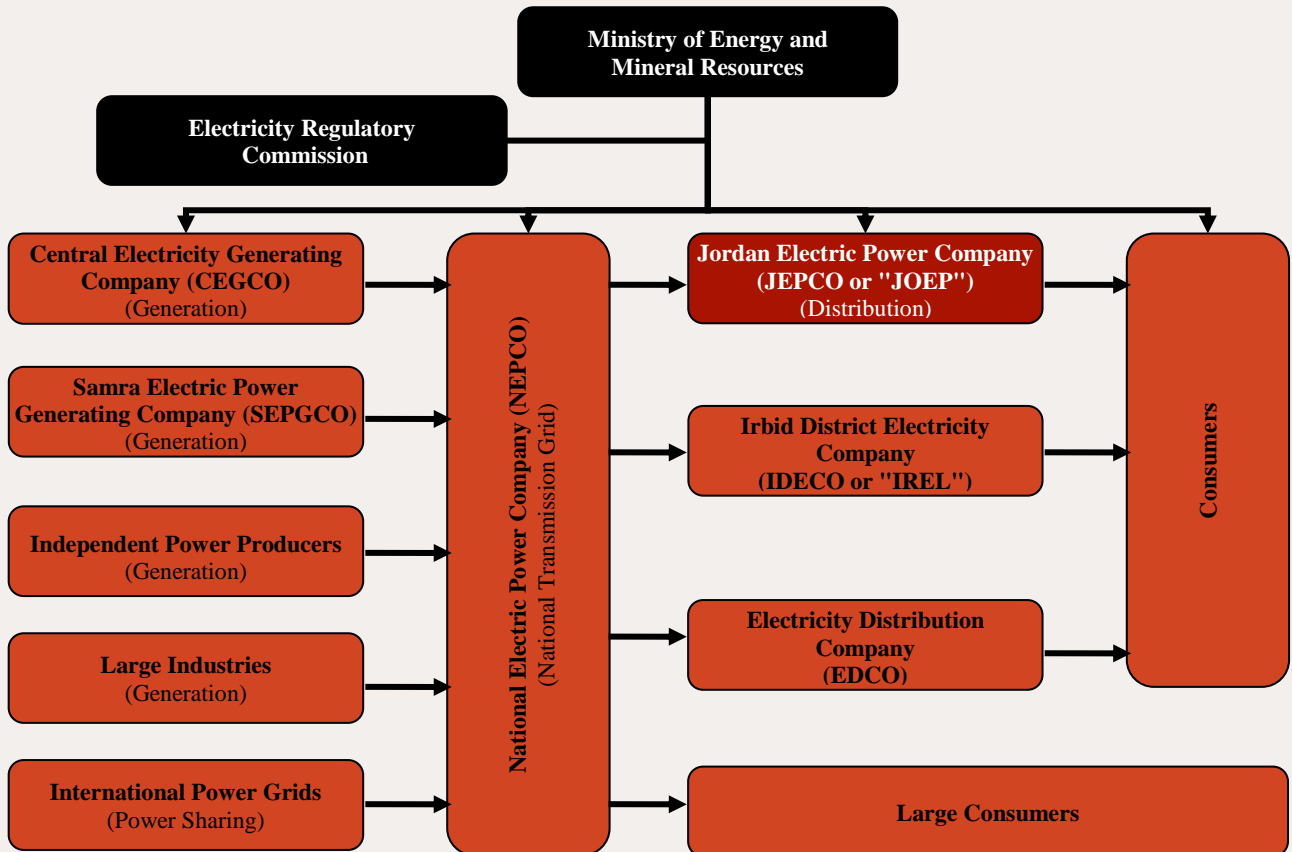 Ministry of Energy and
Mineral Resources
Electricity Regulatory
Commission
Central Electricity Generating
Company (CEGCO)
(Generation)
Samra Electric Power
Generating Company (SEPGCO)
(Generation)
Independent Power Producers
(Generation)
Large Industries
(Generation)
International Power Grids
(Power Sharing)
National Electric Power Company (NEPCO)
(National Transmission Grid)
Jordan Electric Power Company
(JEPCO or "JOEP")
(Distribution)
Irbid District Electricity
Company
(IDECO or "IREL")
Electricity Distribution
Company
(EDCO)
Large Consumers
Consumers